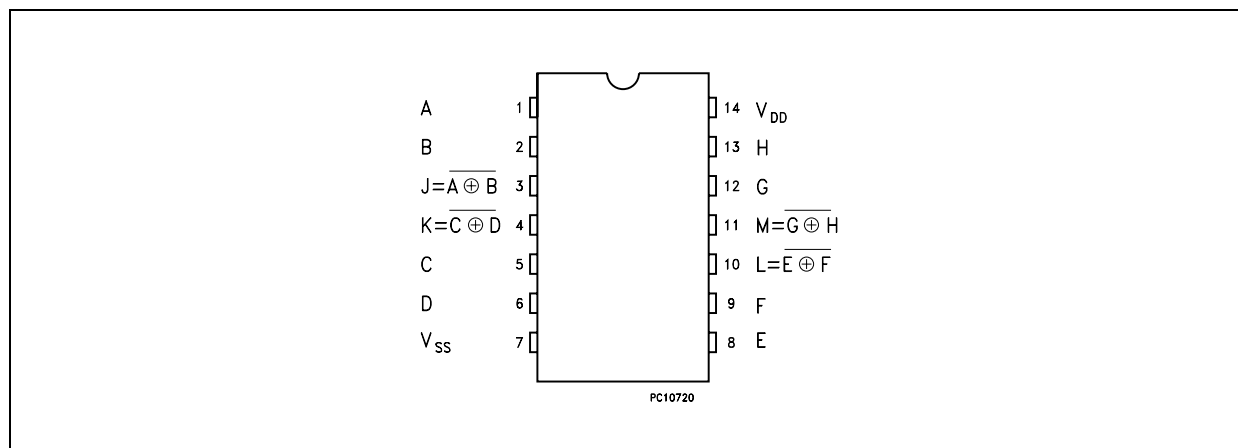 A 1 14 V_DD
B 2 13 H
J=A̅ ̅⊕̅ ̅B̅ 3 12 G
K=C̅ ̅⊕̅ ̅D̅ 4 11 M=G̅ ̅⊕̅ ̅H̅
C 5 10 L=E̅ ̅⊕̅ ̅F̅
D 6 9 F
V_SS 7 8 E
PC10720